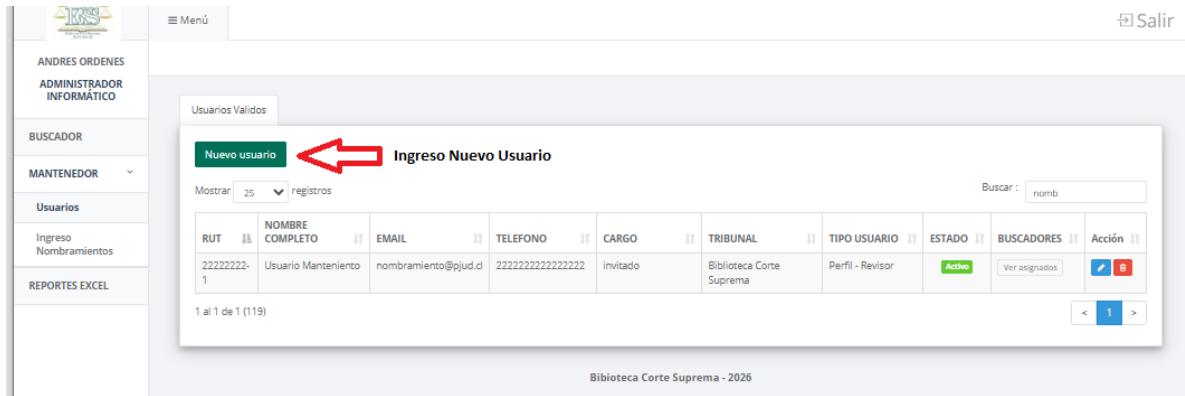 ECS
Menú
Salir
ANDRES ORDENES
ADMINISTRADOR
INFORMÁTICO
BUSCADOR
MANTENEDOR
Usuarios
Ingreso
Nombramientos
REPORTES EXCEL
Usuarios Validos
Nuevo usuario
Ingreso Nuevo Usuario
Mostrar 25 registros
Buscar : nomb
RUT NOMBRE COMPLETO EMAIL TELEFONO CARGO TRIBUNAL TIPO USUARIO ESTADO BUSCADORES Acción
22222222-1 Usuario Manteniento nombramiento@pjud.cl 2222222222222222 invitado Biblioteca Corte Suprema Perfil - Revisor Activo Ver asignados
1 al 1 de 1 (119)
< 1 >
Bibioteca Corte Suprema - 2026